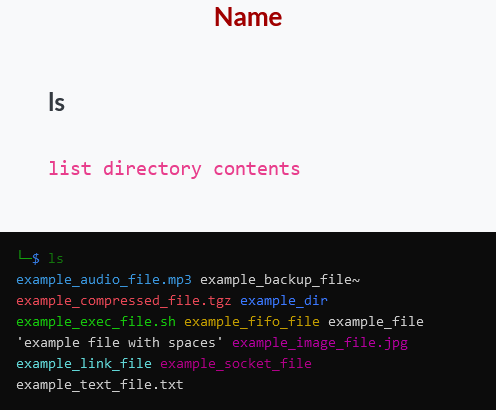 Name
ls
list directory contents
└─$ ls
example_audio_file.mp3 example_backup_file~
example_compressed_file.tgz example_dir
example_exec_file.sh example_fifo_file example_file
'example file with spaces' example_image_file.jpg
example_link_file example_socket_file
example_text_file.txt